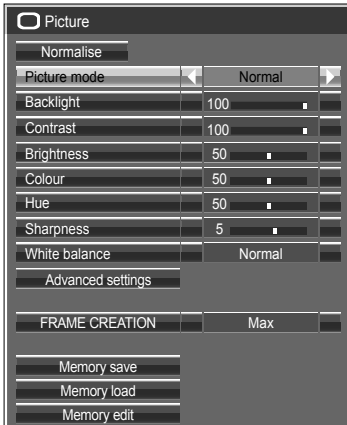 Picture
Normalise
Picture mode Normal
Backlight 100
Contrast 100
Brightness 50
Colour 50
Hue 50
Sharpness 5
White balance Normal
Advanced settings
FRAME CREATION Max
Memory save
Memory load
Memory edit